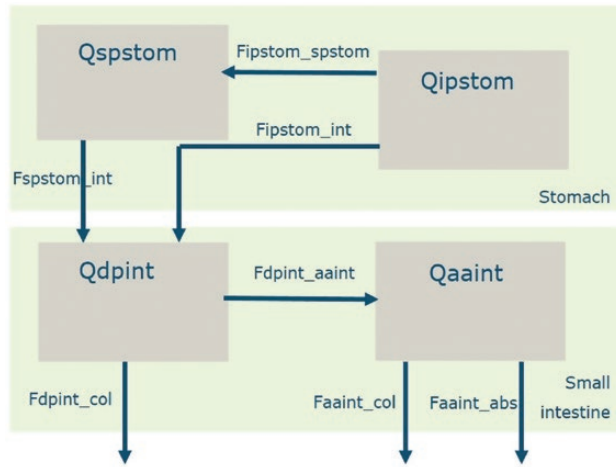 Qspstom
Fipstom_spstom
Qipstom
Fipstom_int
Fspstom_int
Stomach
Qdpint
Fdpint_aaint
Qaaint
Fdpint_col
Faaint_col
Faaint_abs
Small
intestine